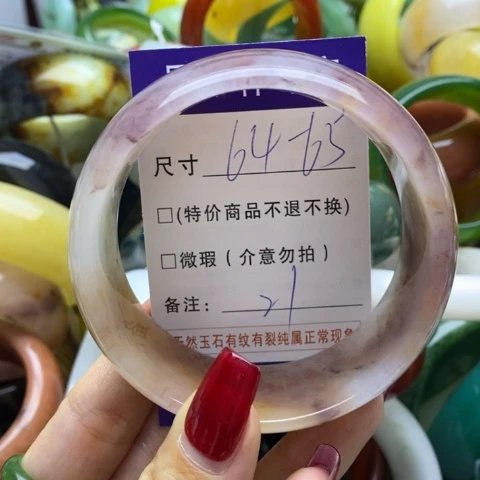 尺寸 64-65
□(特价商品不退不换)
□微瑕(介意勿拍)
备注: 21
天然玉石有纹有裂纯属正常现象